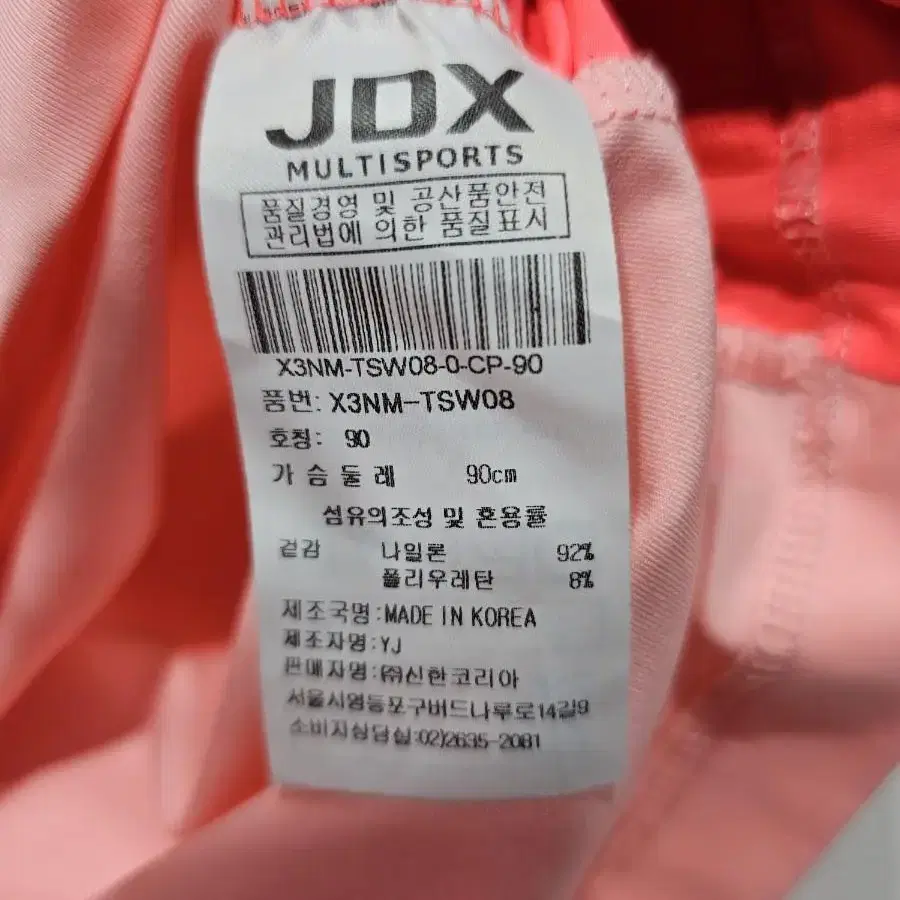 JDX
MULTISPORTS
품질경영 및 공산품안전
관리법에 의한 품질표시
X3NM-TSW08-0-CP-90
품번: X3NM-TSW08
호칭: 90
가 슴 둘 레 90cm
섬유의조성 및 혼용률
겉감 나일론 92%
폴리우레탄 8%
제조국명:MADE IN KOREA
제조자명:YJ
판매자명:㈜신한코리아
서울시영등포구버드나루로14길9
소비자상담실:02)2635-2081